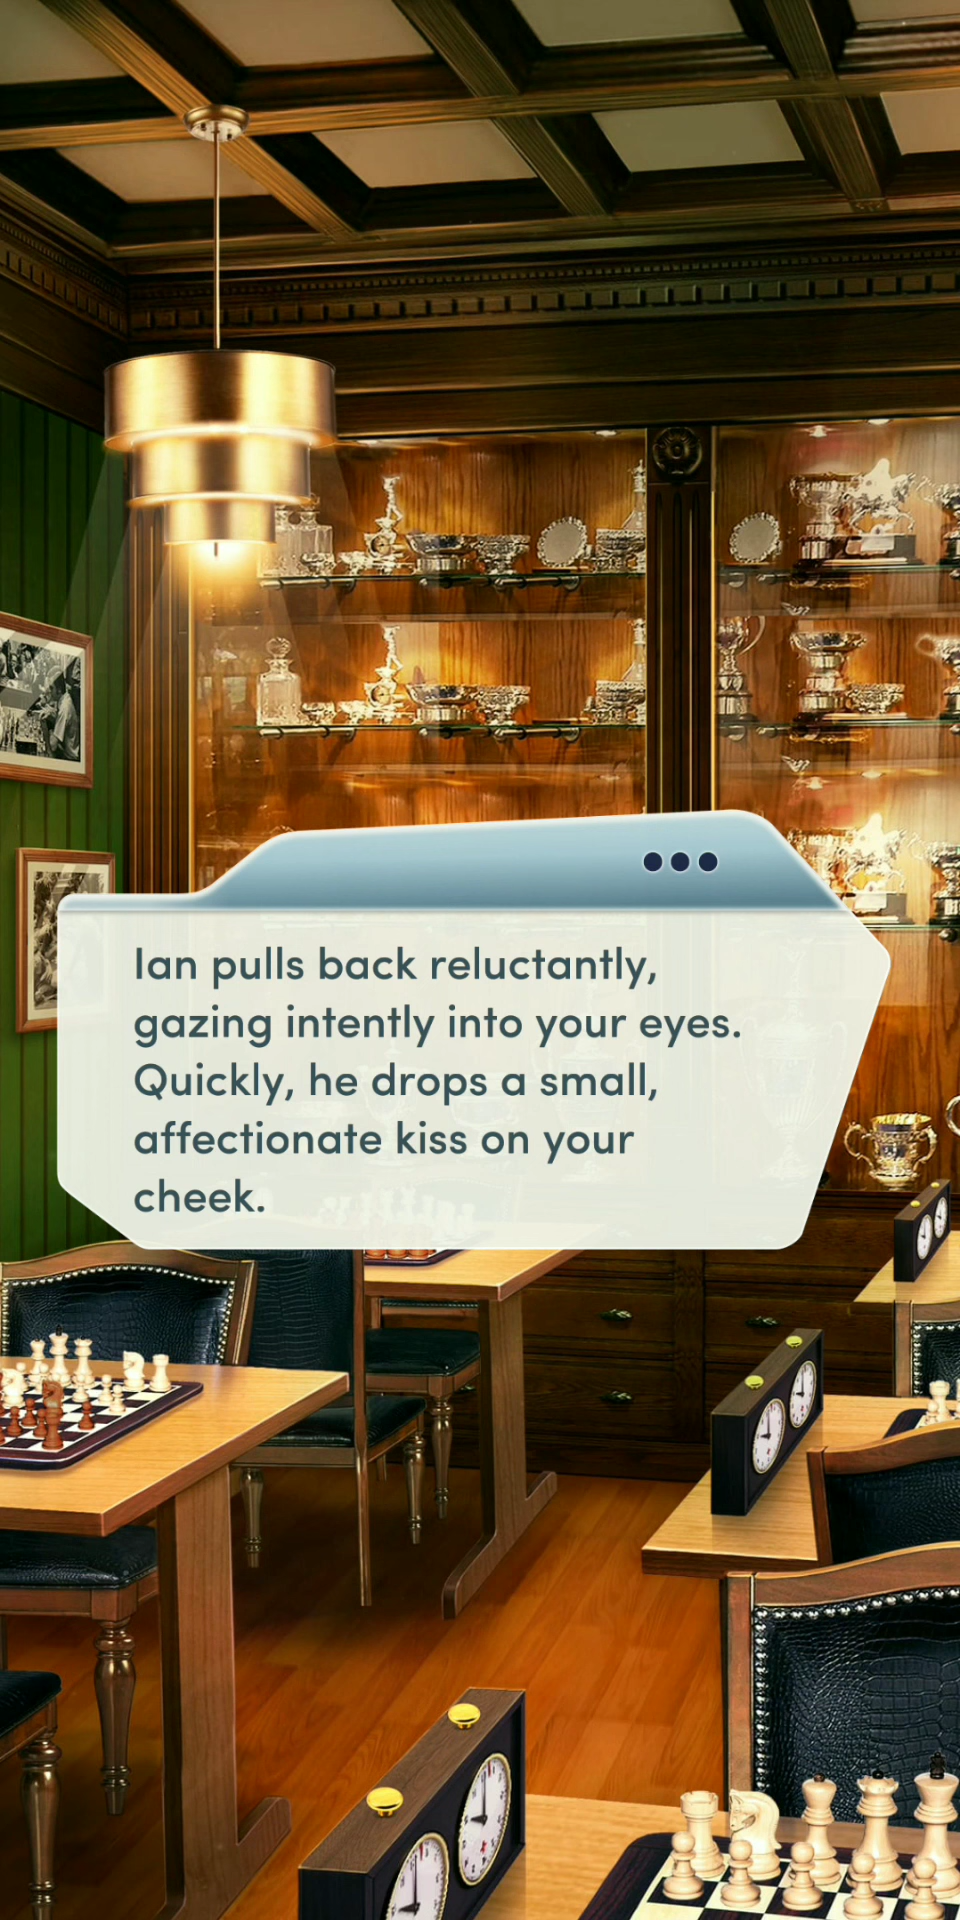 Ian pulls back reluctantly,
gazing intently into your eyes.
Quickly, he drops a small,
affectionate kiss on your
cheek.